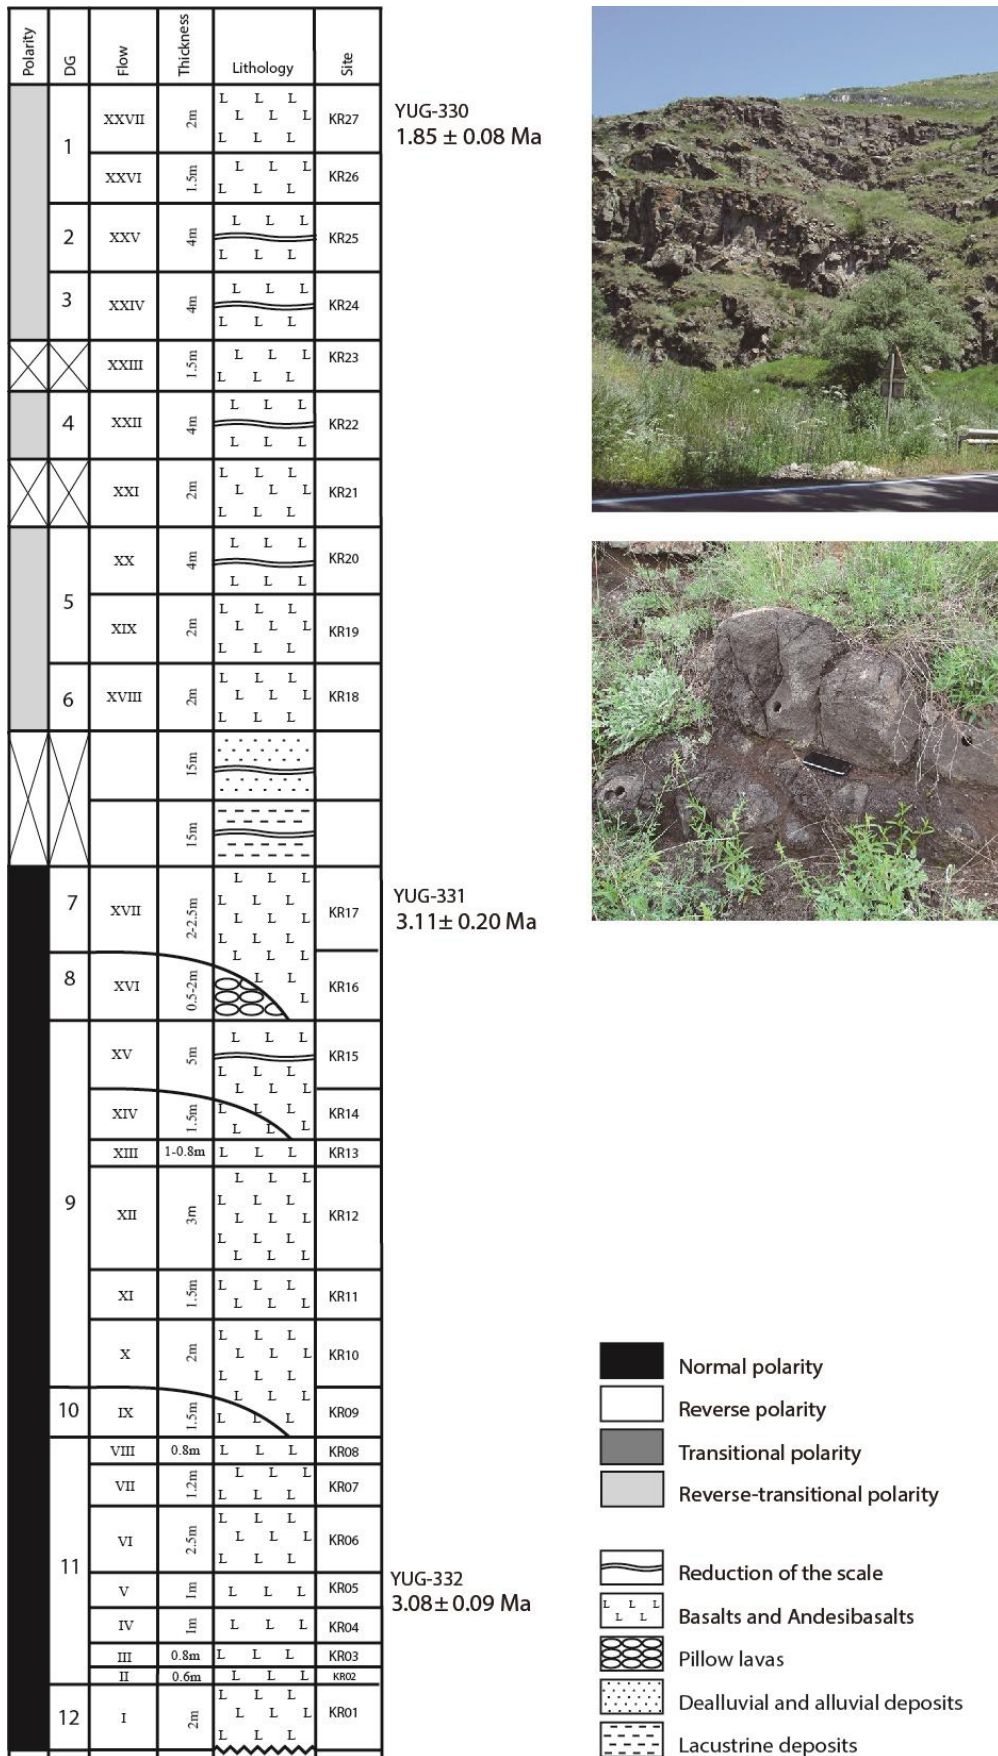 Polarity DG Flow Thickness Lithology Site
1 XXVII 2m L L L L L L L L L KR27
YUG-330
1.85 ± 0.08 Ma
XXVI 1.5m L L L L L L KR26
2 XXV 4m L L L L L L KR25
3 XXIV 4m L L L L L L KR24
XXIII 1.5m L L L L L L KR23
4 XXII 4m L L L L L L KR22
XXI 2m L L L L L L L L L KR21
5 XX 4m L L L L L L KR20
XIX 2m L L L L L L L L L KR19
6 XVIII 2m L L L L L L L L L KR18
15m
15m
7 XVII 2-2.5m L L L L L L L L L L L L L L L KR17
YUG-331
3.11± 0.20 Ma
8 XVI 0.5-2m L L L KR16
9 XV 5m L L L L L L L L L KR15
XIV 1.5m L L L L L L KR14
XIII 1-0.8m L L L KR13
XII 3m L L L L L L L L L L L L L L L KR12
XI 1.5m L L L L L L KR11
X 2m L L L L L L L L L KR10
10 IX 1.5m L L L L L L KR09
11 VIII 0.8m L L L KR08
VII 1.2m L L L L L L KR07
VI 2.5m L L L L L L L L L KR06
V 1m L L L KR05
YUG-332
3.08± 0.09 Ma
IV 1m L L L KR04
III 0.8m L L L KR03
II 0.6m L L L KR02
12 I 2m L L L L L L L L L KR01
Normal polarity
Reverse polarity
Transitional polarity
Reverse-transitional polarity
Reduction of the scale
L L L L L Basalts and Andesibasalts
Pillow lavas
Dealluvial and alluvial deposits
Lacustrine deposits